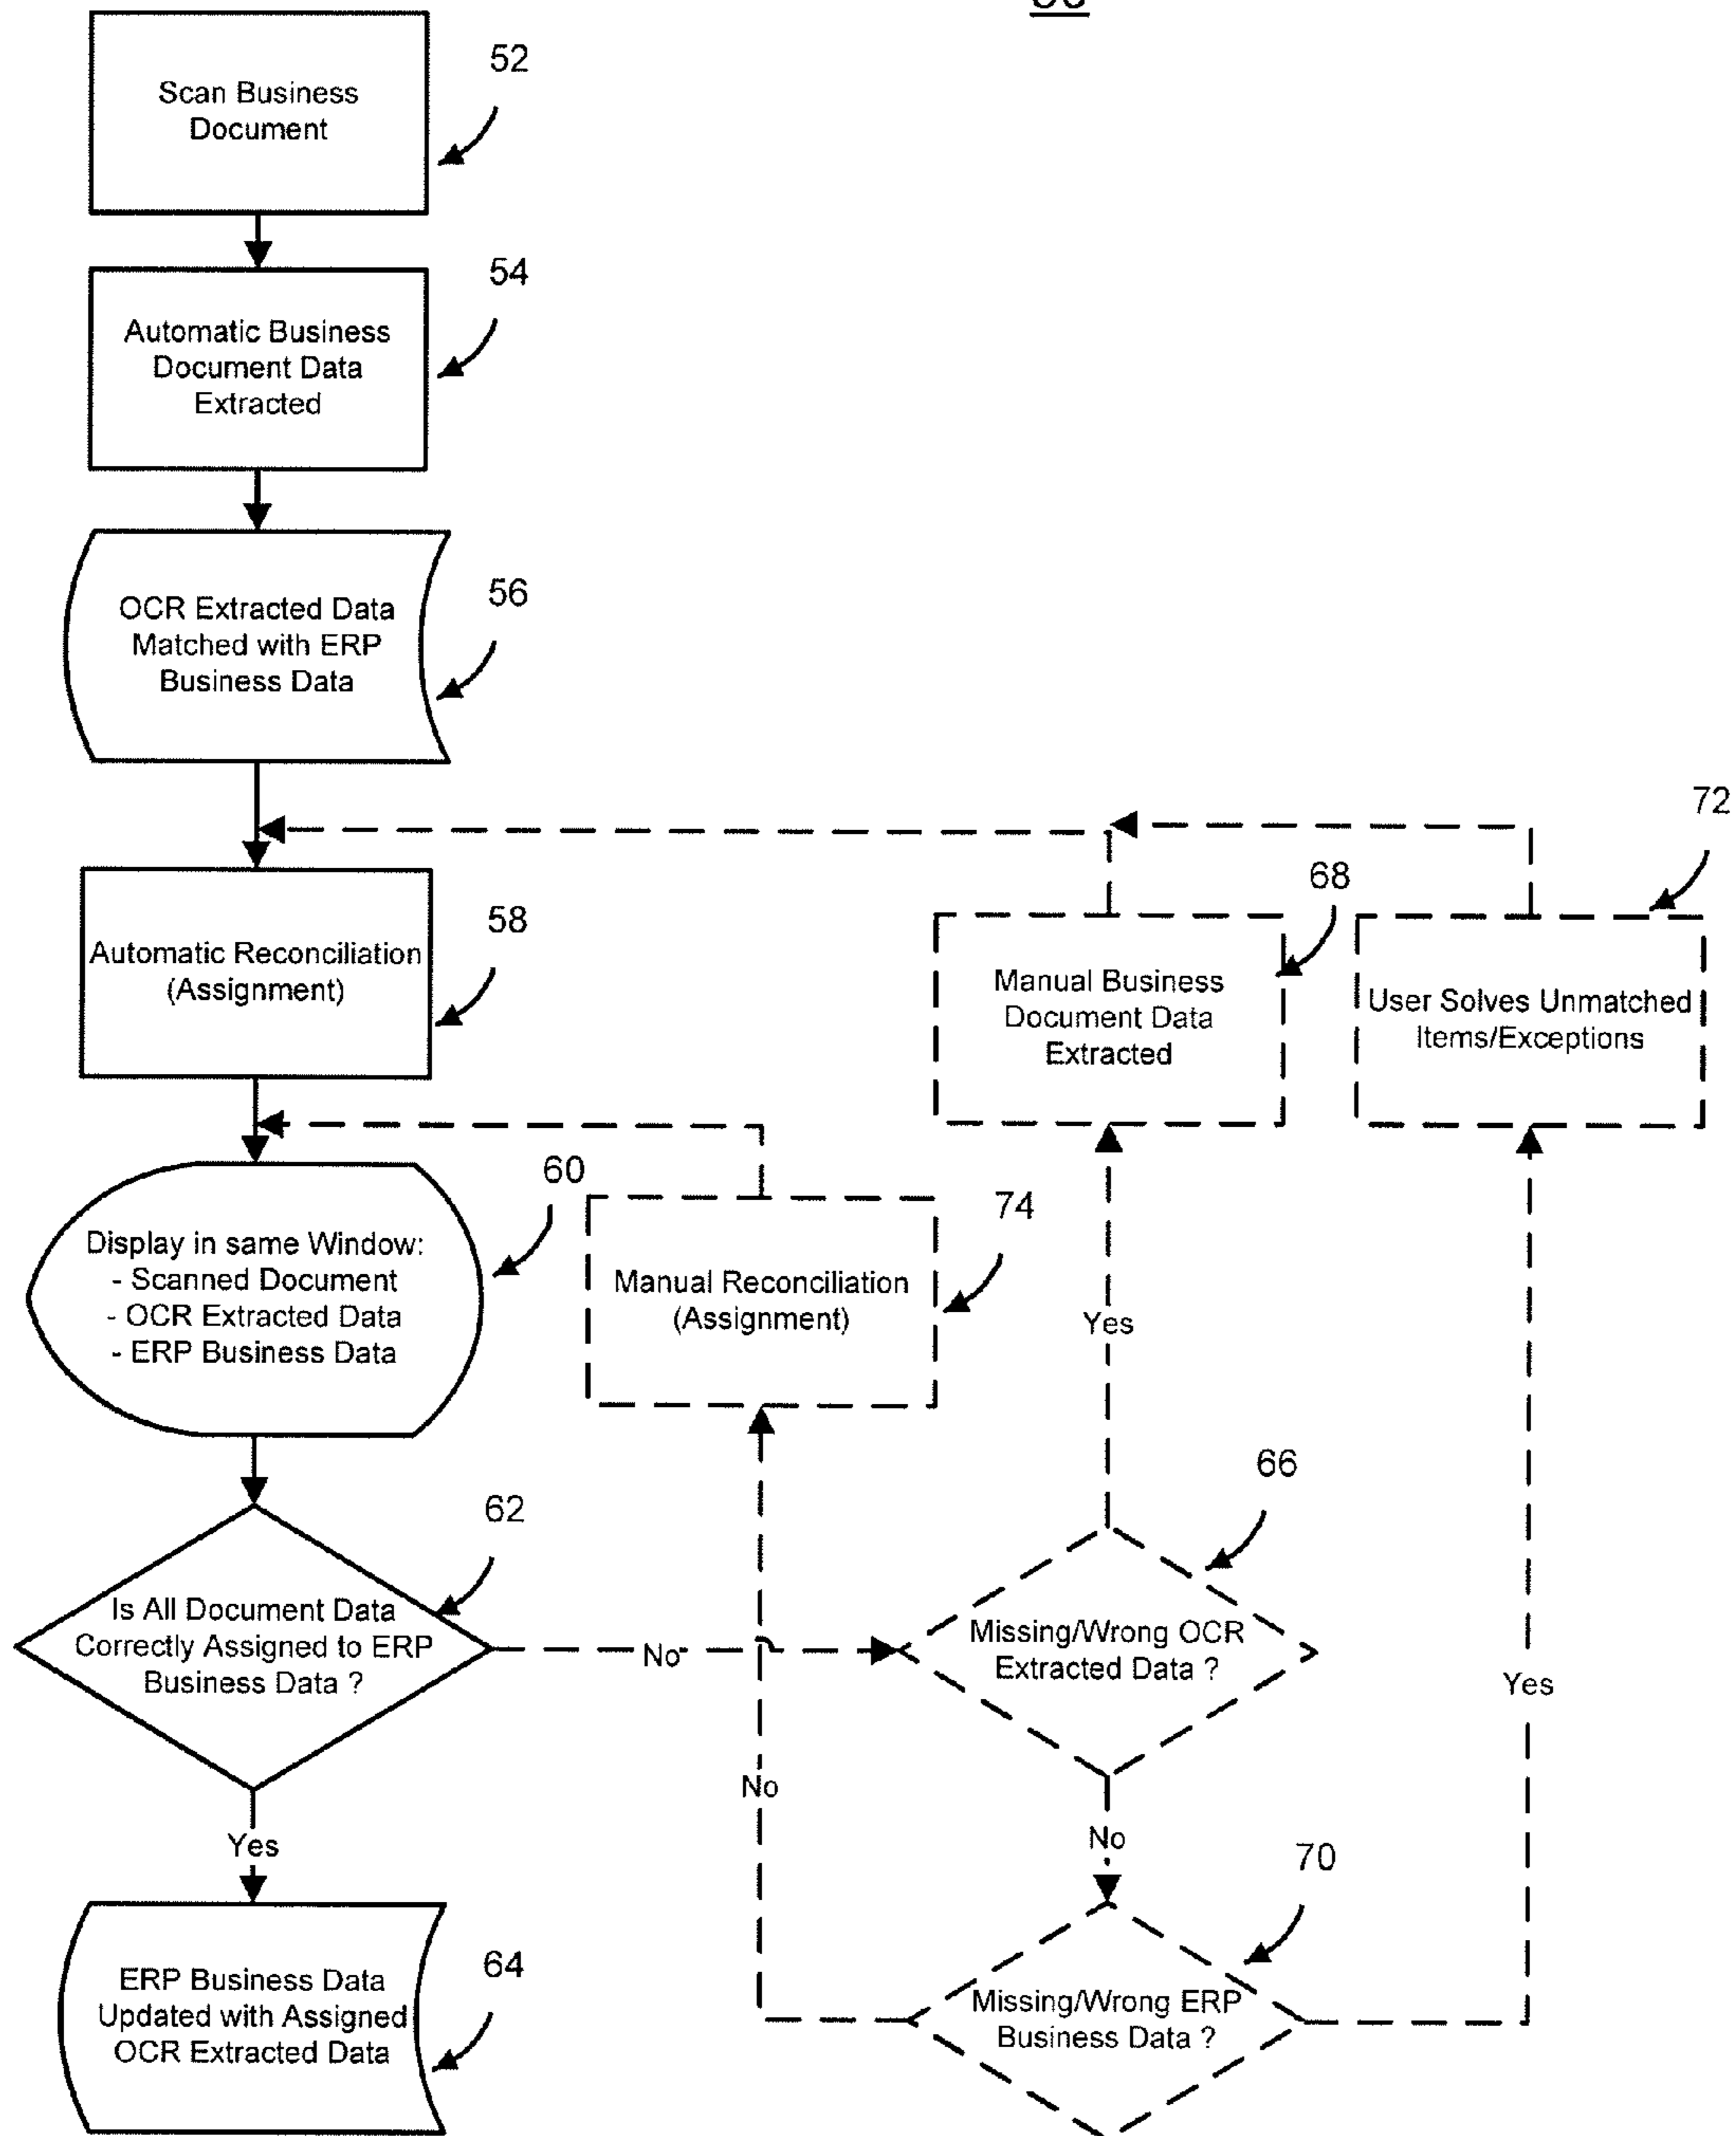 52
Scan Business
Document
54
Automatic Business
Document Data
Extracted
56
OCR Extracted Data
Matched with ERP
Business Data
72
68
58
Automatic Reconciliation
(Assignment)
Manual Business
Document Data
Extracted
User Solves Unmatched
Items/Exceptions
60
74
Display in same Window:
- Scanned Document
- OCR Extracted Data
- ERP Business Data
Manual Reconciliation
(Assignment)
Yes
66
62
Is All Document Data
Correctly Assigned to ERP
Business Data ?
No
Missing/Wrong OCR
Extracted Data ?
Yes
No
Yes
No
70
64
ERP Business Data
Updated with Assigned
OCR Extracted Data
Missing/Wrong ERP
Business Data ?